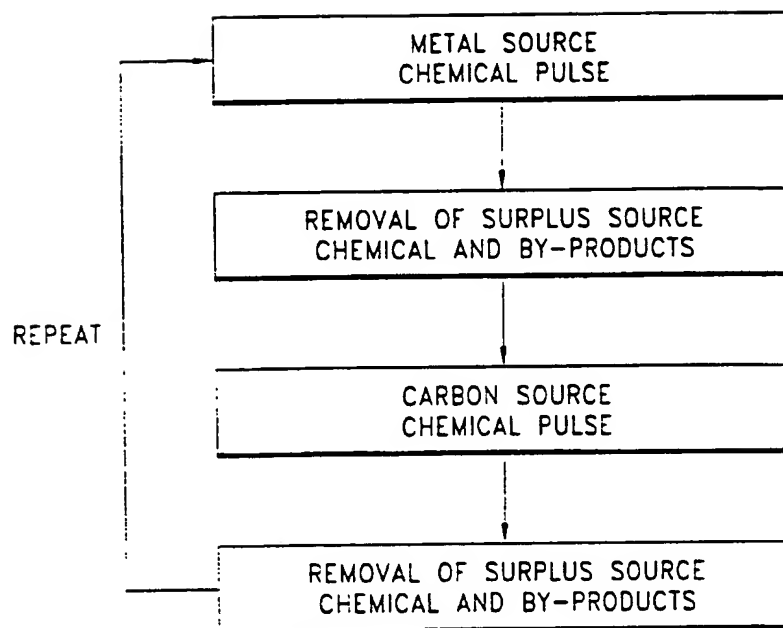 METAL SOURCE
CHEMICAL PULSE
REMOVAL OF SURPLUS SOURCE
CHEMICAL AND BY-PRODUCTS
REPEAT
CARBON SOURCE
CHEMICAL PULSE
REMOVAL OF SURPLUS SOURCE
CHEMICAL AND BY-PRODUCTS